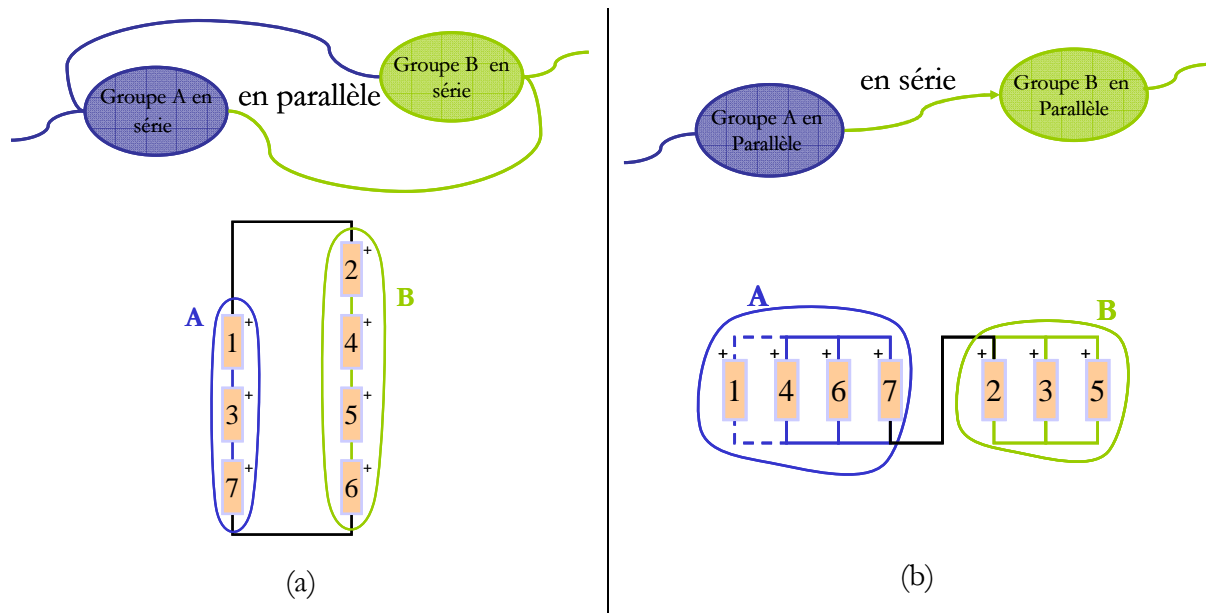 Groupe A en
série
en parallèle
Groupe B en
série
A
B
+
1
+
3
+
7
+
2
+
4
+
5
+
6
(a)
Groupe A en
Parallèle
en série
Groupe B en
Parallèle
A
B
+
1
+
4
+
6
+
7
+
2
+
3
+
5
(b)